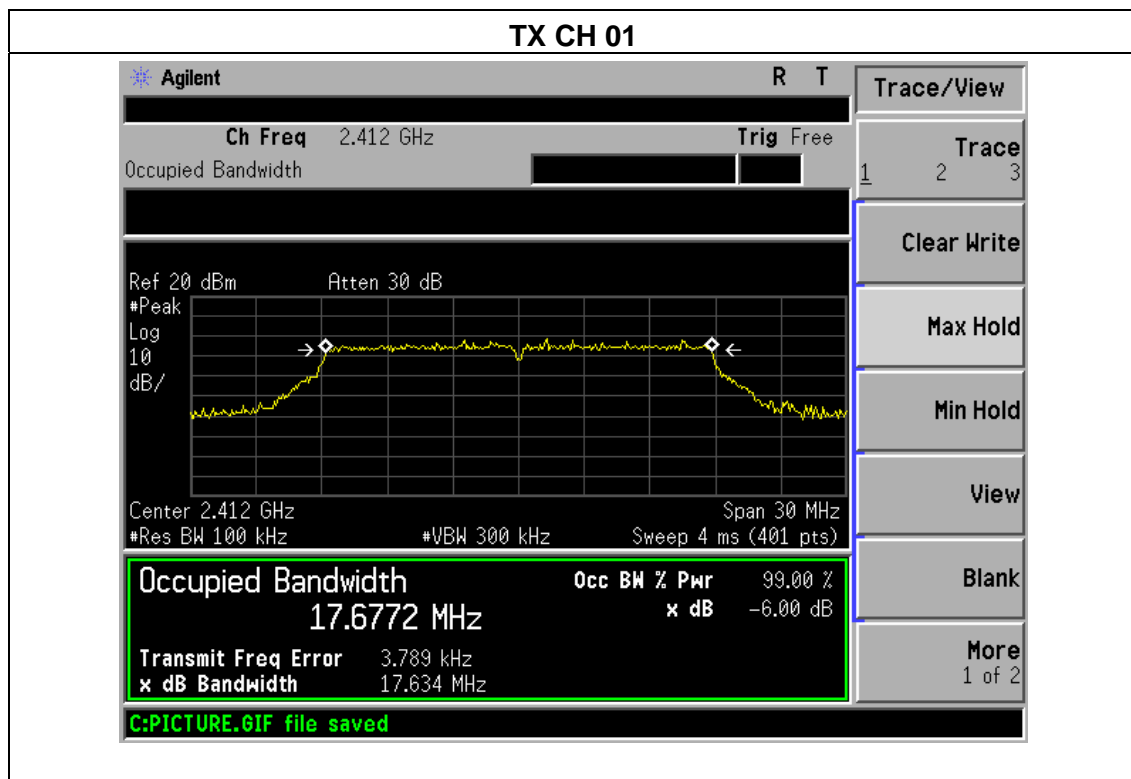 TX CH 01
Agilent R T
Trace/View
Ch Freq 2.412 GHz Trig Free
Occupied Bandwidth
Trace
1 2 3
Clear Write
Max Hold
Min Hold
View
Blank
More
1 of 2
Ref 20 dBm Atten 30 dB
#Peak
Log
10
dB/
Center 2.412 GHz Span 30 MHz
#Res BW 100 kHz #VBW 300 kHz Sweep 4 ms (401 pts)
Occupied Bandwidth Occ BW % Pwr 99.00 %
17.6772 MHz x dB -6.00 dB
Transmit Freq Error 3.789 kHz
x dB Bandwidth 17.634 MHz
C:PICTURE.GIF file saved